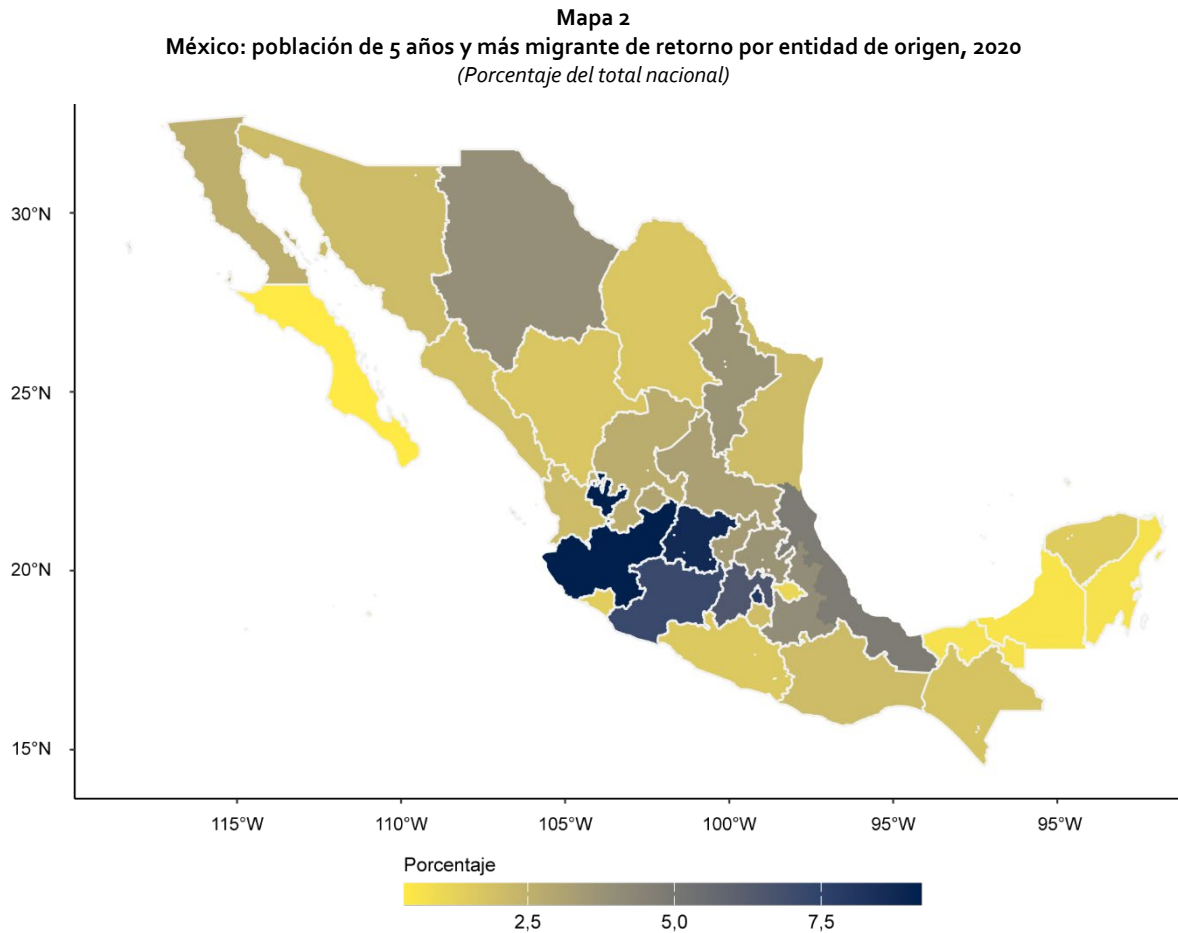 Mapa 2
México: población de 5 años y más migrante de retorno por entidad de origen, 2020
(Porcentaje del total nacional)
30°N
25°N
20°N
15°N
115°W 110°W 105°W 100°W 95°W 95°W
Porcentaje
2,5 5,0 7,5